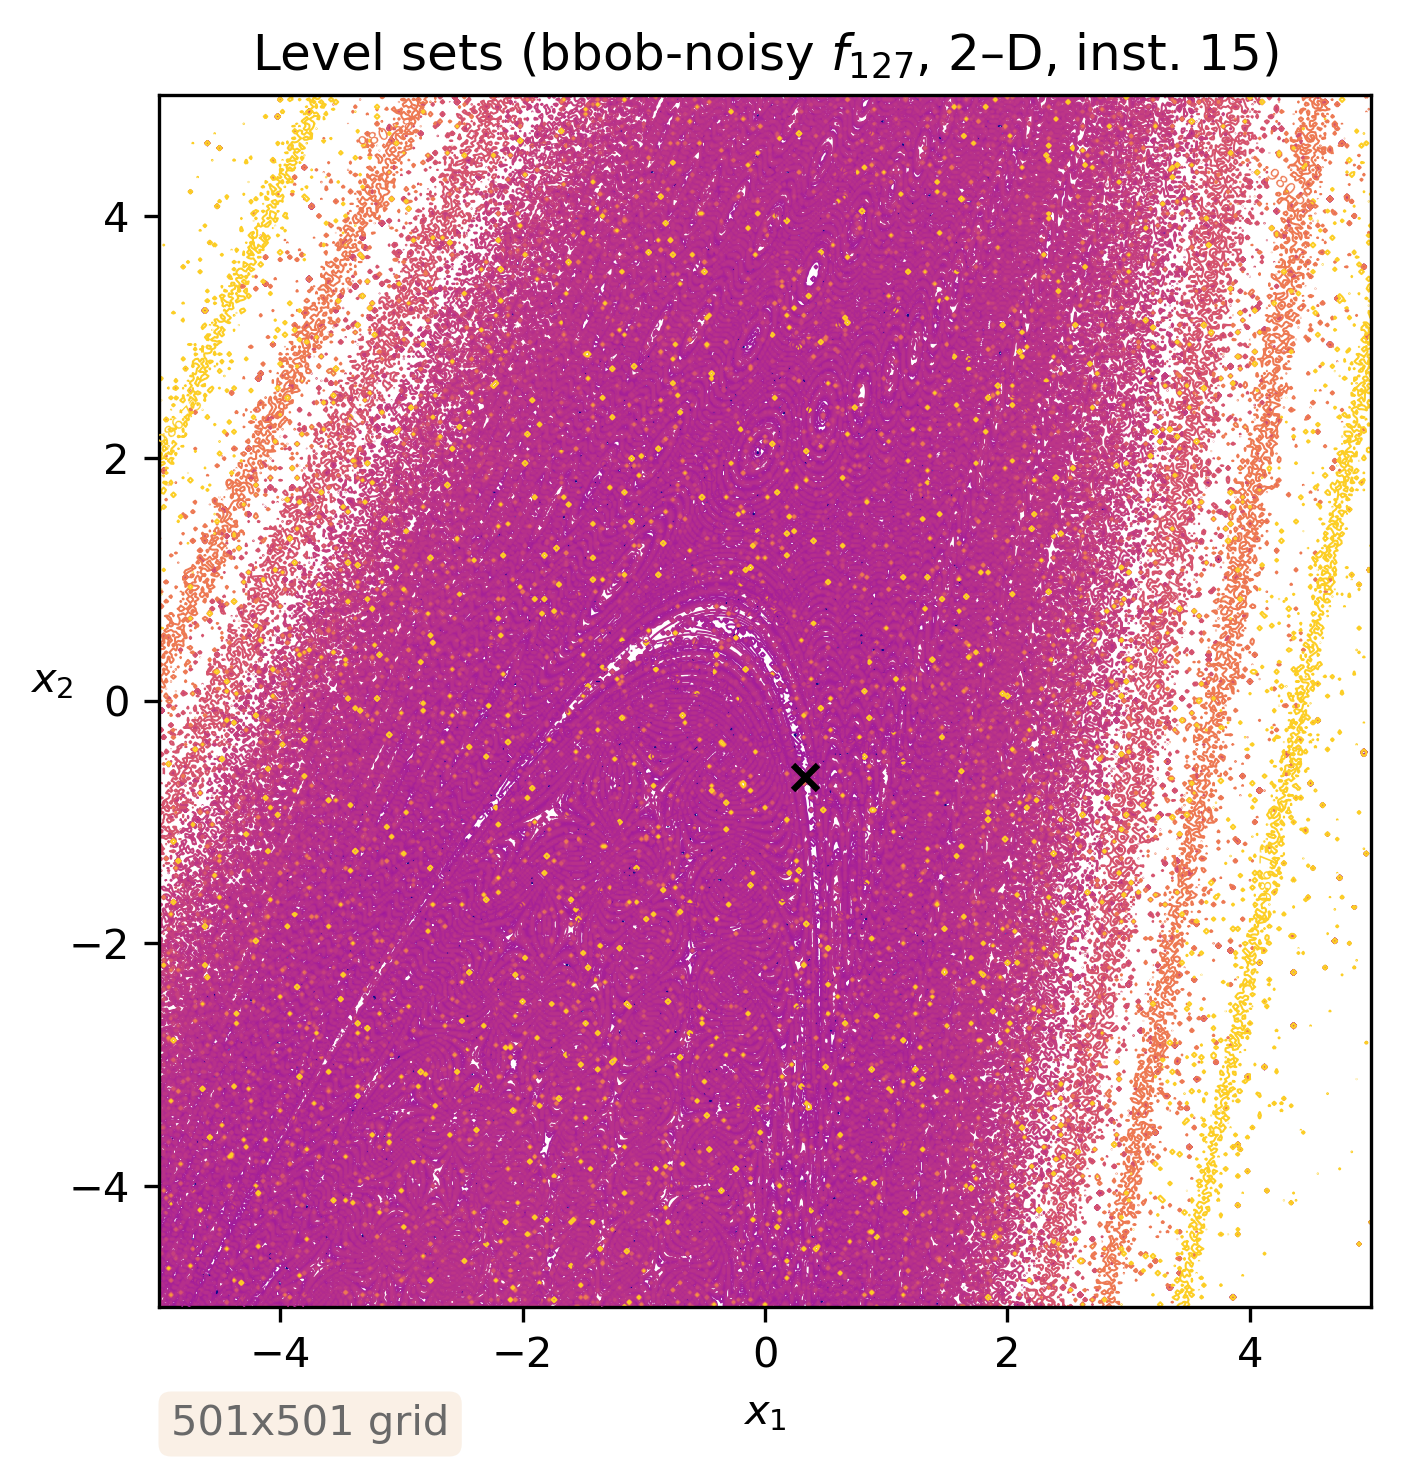 Level sets (bbob-noisy f₁₂₇, 2–D, inst. 15)
4
2
0
−2
−4
x₂
−4 −2 0 2 4
x₁
501x501 grid